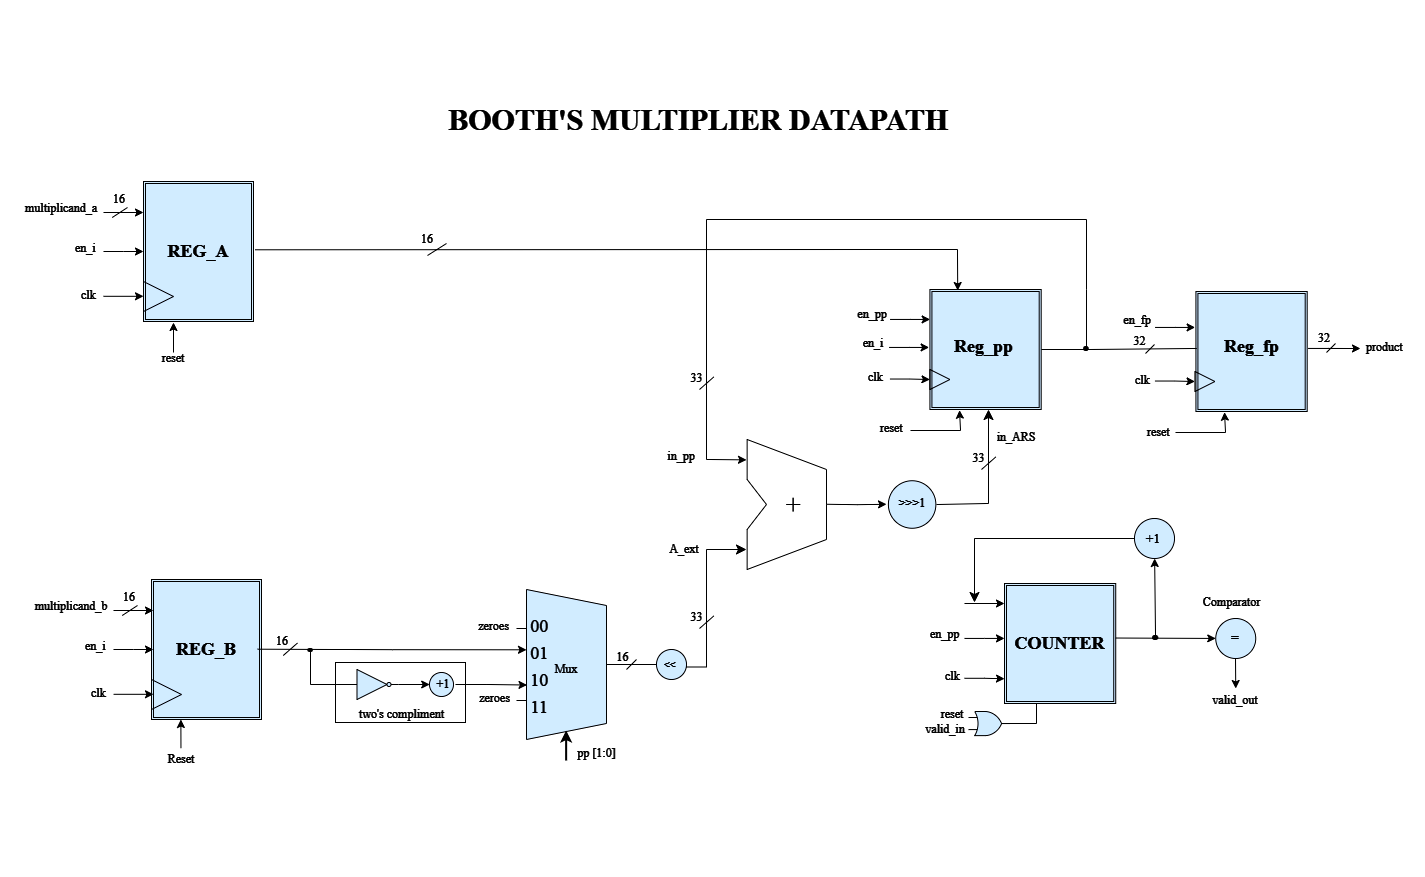 BOOTH'S MULTIPLIER DATAPATH
multiplicand_a
16
en_i
clk
REG_A
reset
16
33
en_pp
en_i
clk
Reg_pp
reset
in_ARS
33
en_fp
32
clk
Reg_fp
reset
32
product
in_pp
+
>>>1
A_ext
33
multiplicand_b
16
en_i
clk
REG_B
Reset
16
+1
two's compliment
zeroes
00
01
10
zeroes
11
Mux
pp [1:0]
16
<<
+1
en_pp
clk
COUNTER
reset
valid_in
Comparator
=
valid_out